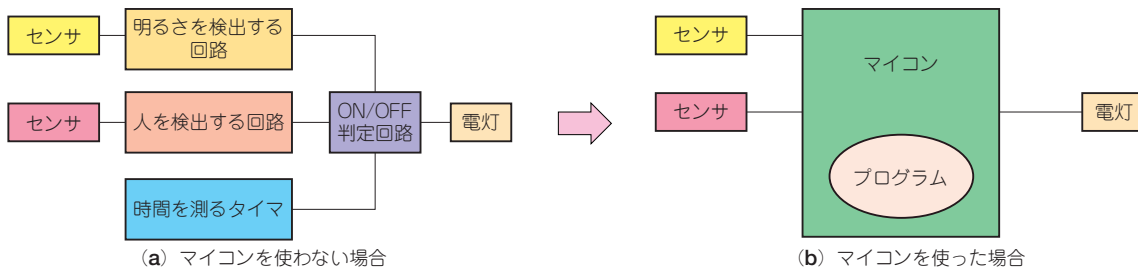 センサ
明るさを検出する
回路
センサ
人を検出する回路
ON/OFF
判定回路
電灯
時間を測るタイマ
(a) マイコンを使わない場合
センサ
センサ
マイコン
プログラム
電灯
(b) マイコンを使った場合